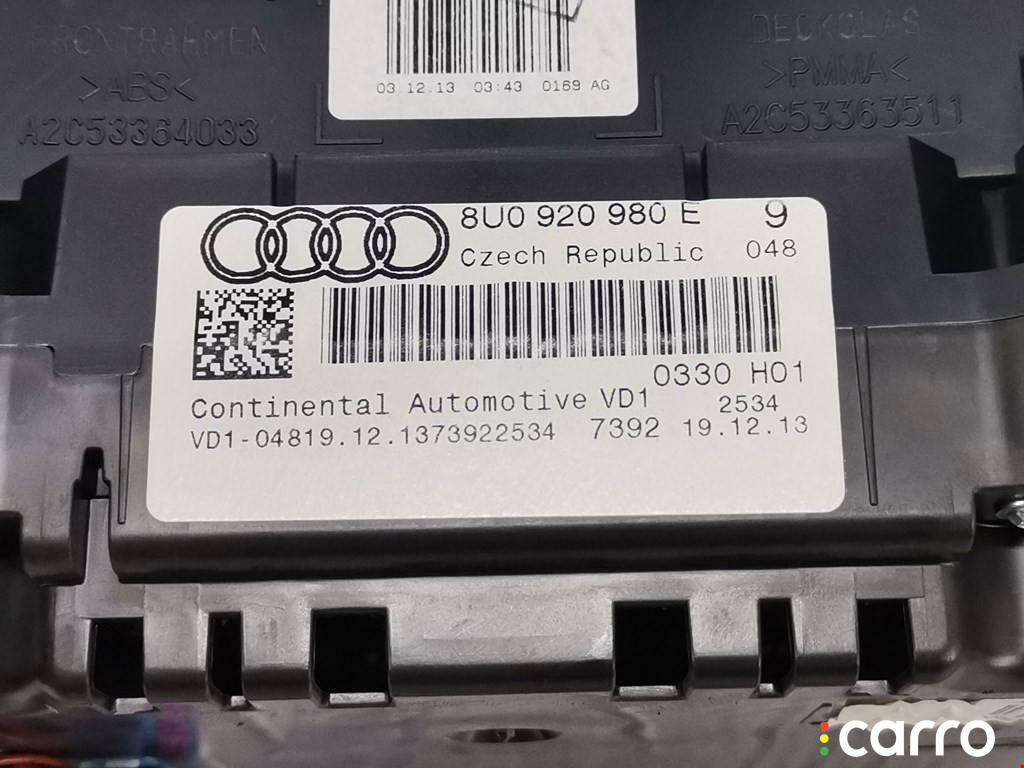 FRONTRAHMEN
>ABS<
A2C53364033
03 12.13 03:43 0169 AG
DECKGLAS
>PMMA<
A2C53363511
8U0 920 980 E 9
Czech Republic 048
0330 H01
Continental Automotive VD1 2534
VD1-04819.12.1373922534 7392 19.12.13
carro